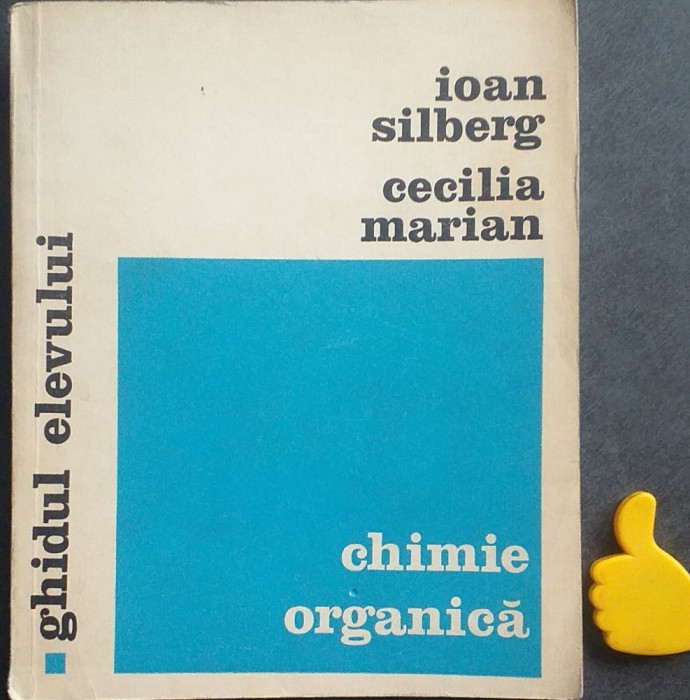 ioan
silberg
cecilia
marian
ghidul elevului
chimie
organică